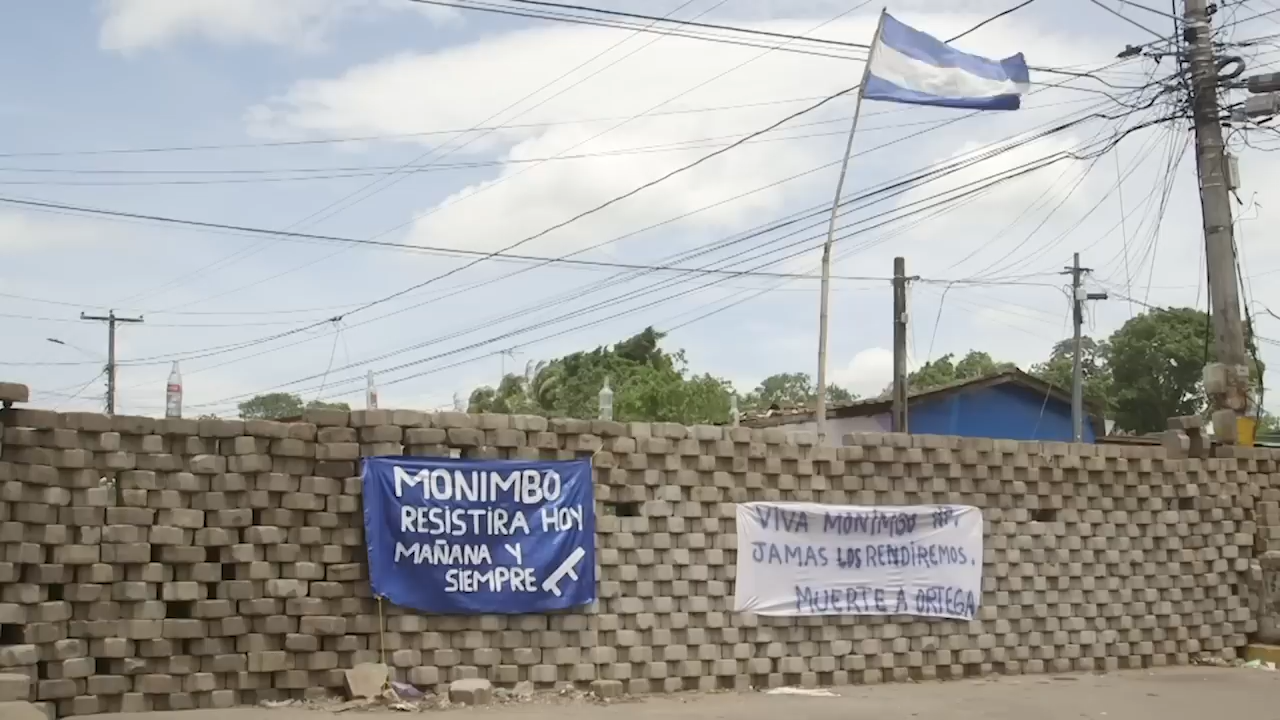 MONIMBO
RESISTIRA HOY
MAÑANA Y
SIEMPRE
VIVA MONIMBO
JAMAS LOS RENDIREMOS.
MUERTE A ORTEGA